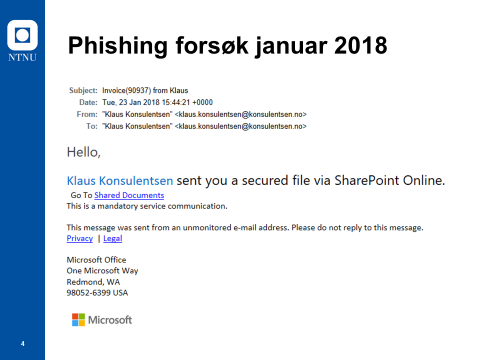 NTNU
Phishing forsøk januar 2018
Subject: Invoice(90937) from Klaus
Date: Tue, 23 Jan 2018 15:44:21 +0000
From: "Klaus Konsulentsen" <klaus.konsulentsen@konsulentsen.no>
To: "Klaus Konsulentsen" <klaus.konsulentsen@konsulentsen.no>
Hello,
Klaus Konsulentsen sent you a secured file via SharePoint Online.
Go To Shared Documents
This is a mandatory service communication.
This message was sent from an unmonitored e-mail address. Please do not reply to this message.
Privacy | Legal
Microsoft Office
One Microsoft Way
Redmond, WA
98052-6399 USA
Microsoft
4